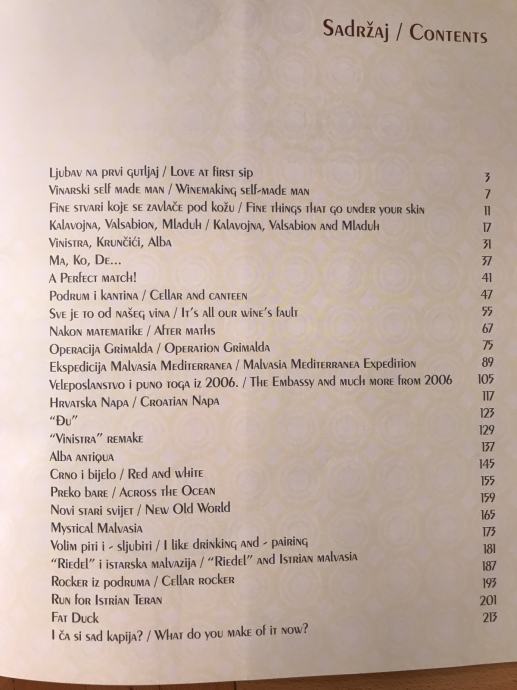 Sadržaj / Contents
Ljubav na prvi gutljaj / Love at first sip 3
Vinarski self made man / Winemaking self-made man 7
Fine stvari koje se zavlače pod kožu / Fine things that go under your skin 11
Kalavojna, Valsabion, Mladuh / Kalavojna, Valsabion and Mladuh 17
Vinistra, Krunčići, Alba 31
Ma, Ko, De... 37
A Perfect match! 41
Podrum i kantina / Cellar and canteen 47
Sve je to od našeg vina / It's all our wine's fault 55
Nakon matematike / After maths 67
Operacija Grimalda / Operation Grimalda 75
Ekspedicija Malvasia Mediterranea / Malvasia Mediterranea Expedition 89
Veleposlanstvo i puno toga iz 2006. / The Embassy and much more from 2006 105
Hrvatska Napa / Croatian Napa 117
"Đu" 123
"Vinistra" remake 129
Alba antiqua 137
Crno i bijelo / Red and white 145
Preko bare / Across the Ocean 155
Novi stari svijet / New Old World 159
Mystical Malvasia 165
Volim piti i - sljubiti / I like drinking and - pairing 173
"Riedel" i istarska malvazija / "Riedel" and Istrian malvasia 181
Rocker iz podruma / Cellar rocker 187
Run for Istrian Teran 193
Fat Duck 201
I ča si sad kapija? / What do you make of it now? 213